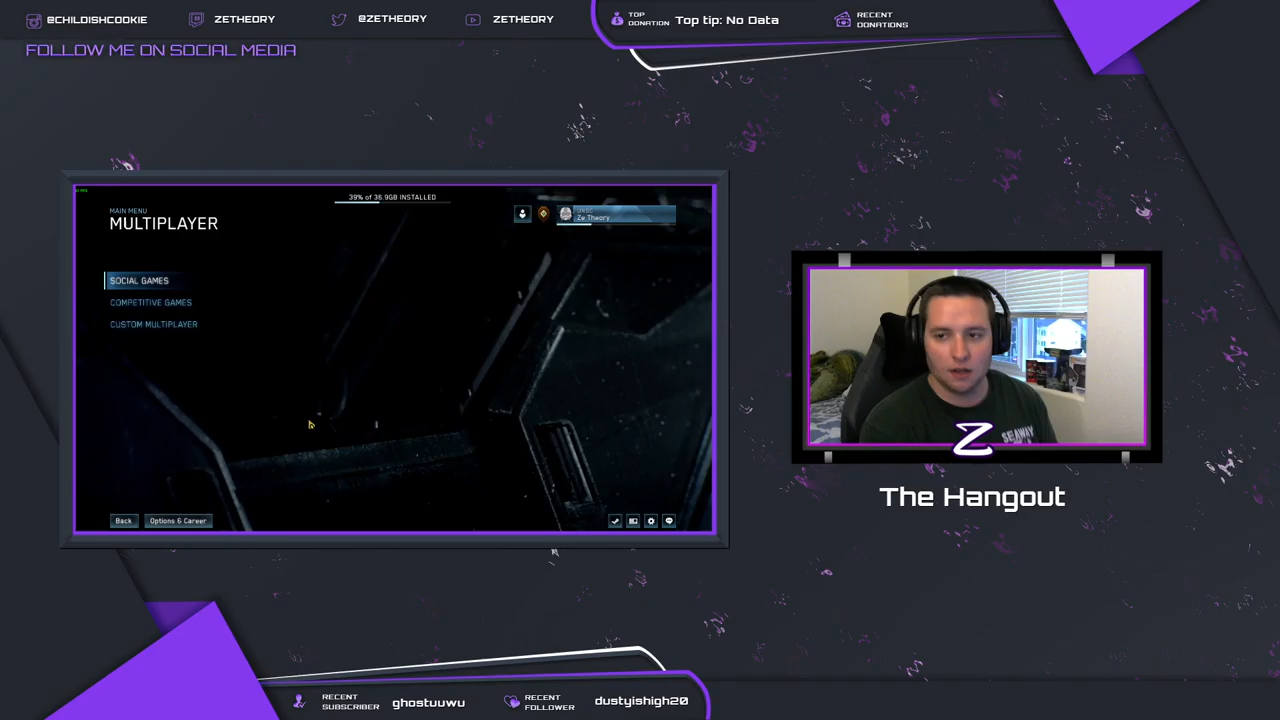 @CHILDISHCOOKIE
ZETHEORY
@ZETHEORY
ZETHEORY
TOP DONATION
Top tip: No Data
RECENT DONATIONS
FOLLOW ME ON SOCIAL MEDIA
39% of 36.9GB INSTALLED
MAIN MENU
MULTIPLAYER
UNSC
Ze Theory
SOCIAL GAMES
COMPETITIVE GAMES
CUSTOM MULTIPLAYER
Back
Options & Career
SEAWAY
Z
The Hangout
RECENT SUBSCRIBER
ghostuuwu
RECENT FOLLOWER
dustyishigh20